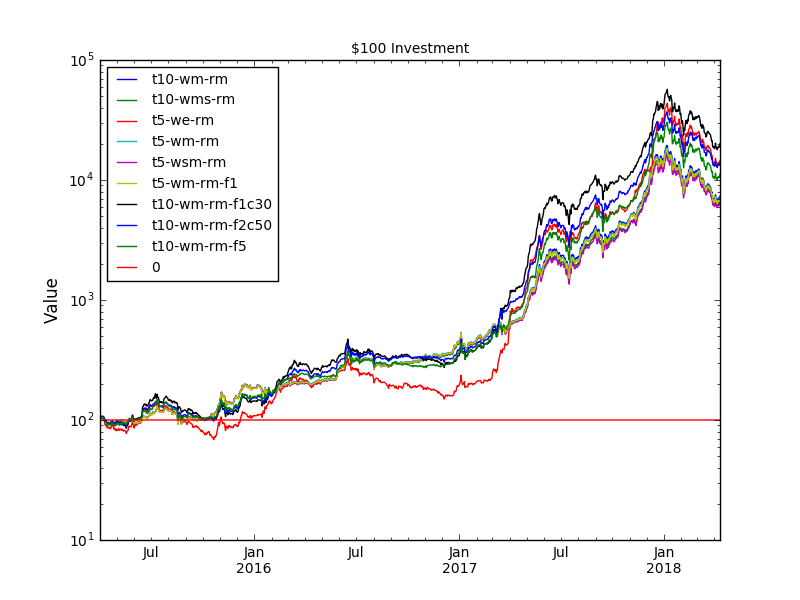 $100 Investment
10^5
10^4
10^3
10^2
10^1
Value
t10-wm-rm
t10-wms-rm
t5-we-rm
t5-wm-rm
t5-wsm-rm
t5-wm-rm-f1
t10-wm-rm-f1c30
t10-wm-rm-f2c50
t10-wm-rm-f5
0
Jul Jan Jul Jan Jul Jan
2016 2017 2018